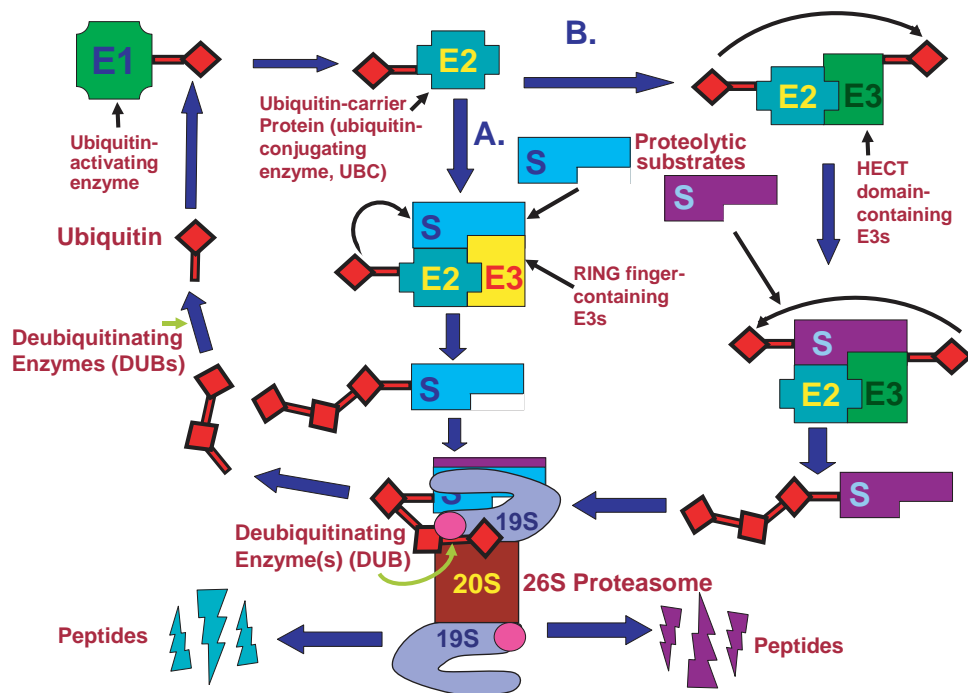 E1
E2
B.
E2
E3
Ubiquitin-
activating
enzyme
Ubiquitin-carrier
Protein (ubiquitin-
conjugating
enzyme, UBC)
A.
S
Proteolytic
substrates
S
HECT
domain-
containing
E3s
Ubiquitin
S
E2
E3
RING finger-
containing
E3s
Deubiquitinating
Enzymes (DUBs)
S
S
E2
E3
S
S
19S
S
Deubiquitinating
Enzyme(s) (DUB)
20S
26S Proteasome
Peptides
19S
Peptides